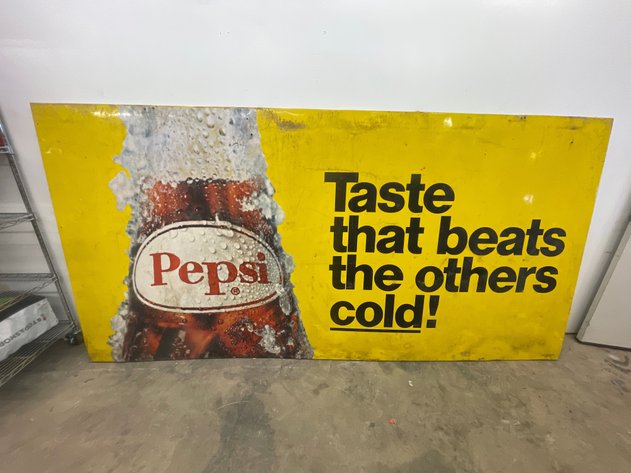 Pepsi
®
Taste
that beats
the others
cold!